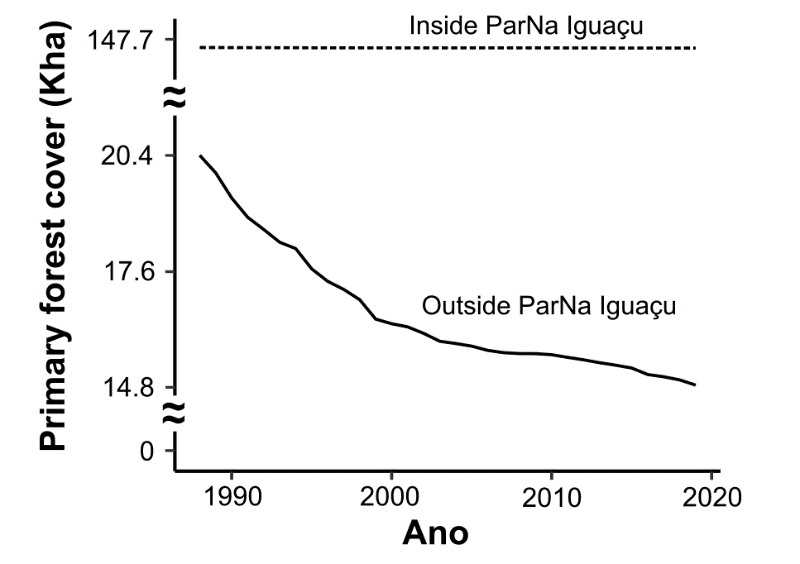 Inside ParNa Iguaçu
Primary forest cover (Kha)
147.7
20.4
17.6
14.8
0
Outside ParNa Iguaçu
1990
2000
2010
2020
Ano